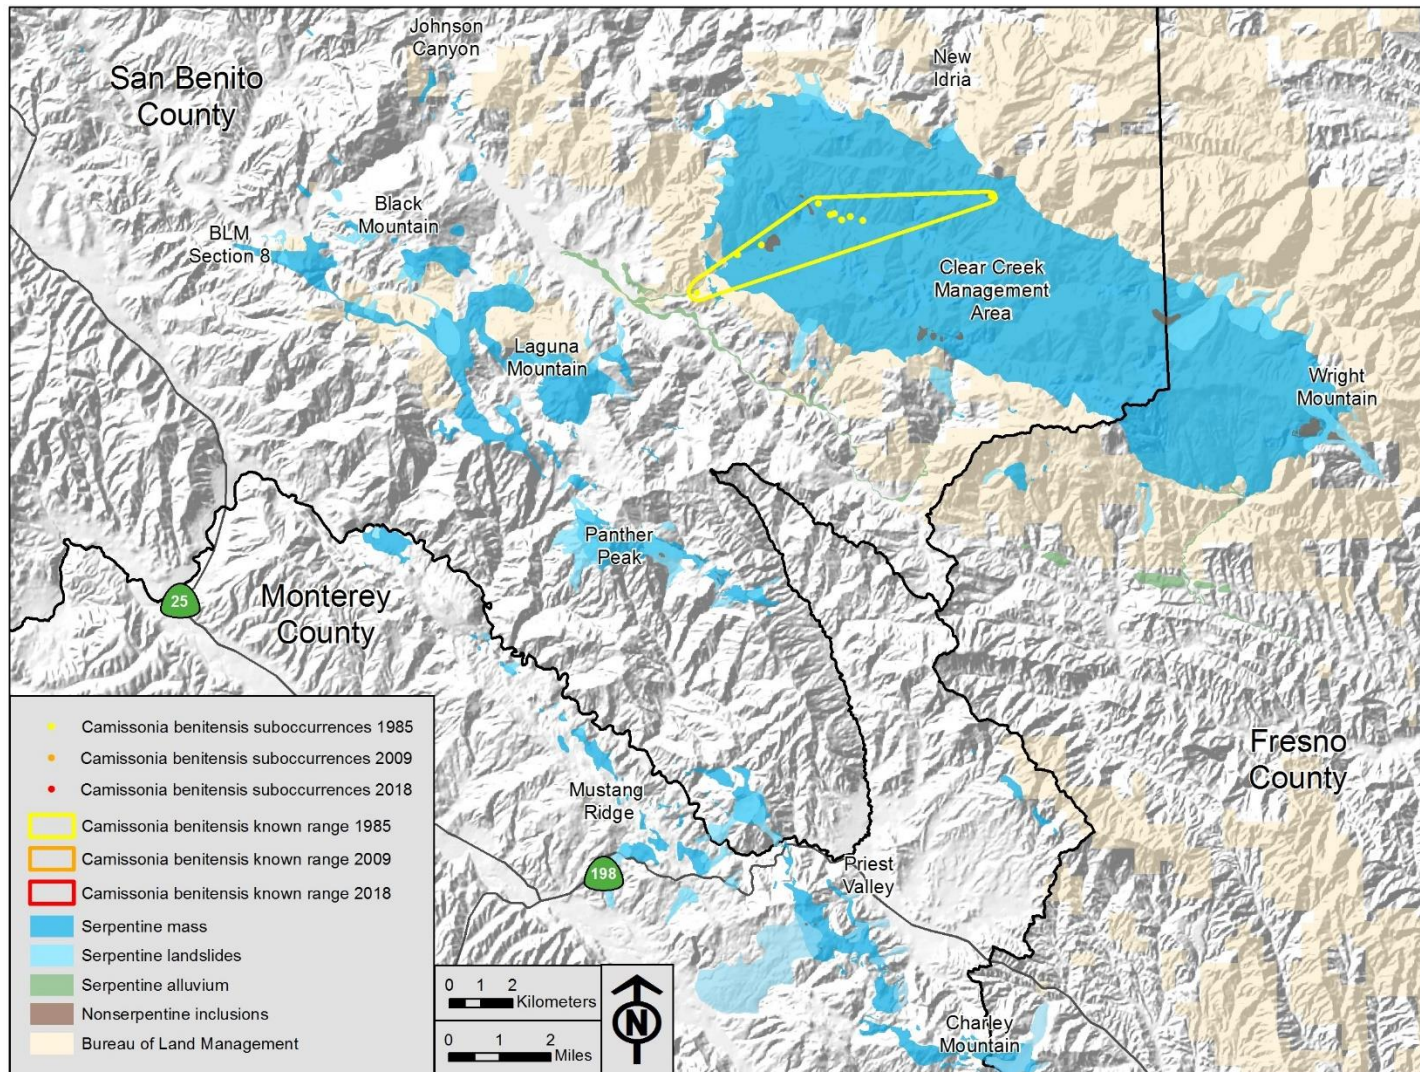 Johnson
Canyon
New
Idria
San Benito
County
Black
Mountain
BLM
Section 8
Clear Creek
Management
Area
Laguna
Mountain
Wright
Mountain
Panther
Peak
25
Monterey
County
Fresno
County
Mustang
Ridge
198
Priest
Valley
Charley
Mountain
Camissonia benitensis suboccurrences 1985
Camissonia benitensis suboccurrences 2009
Camissonia benitensis suboccurrences 2018
Camissonia benitensis known range 1985
Camissonia benitensis known range 2009
Camissonia benitensis known range 2018
Serpentine mass
Serpentine landslides
Serpentine alluvium
Nonserpentine inclusions
Bureau of Land Management
0 1 2
Kilometers
0 1 2
Miles
N